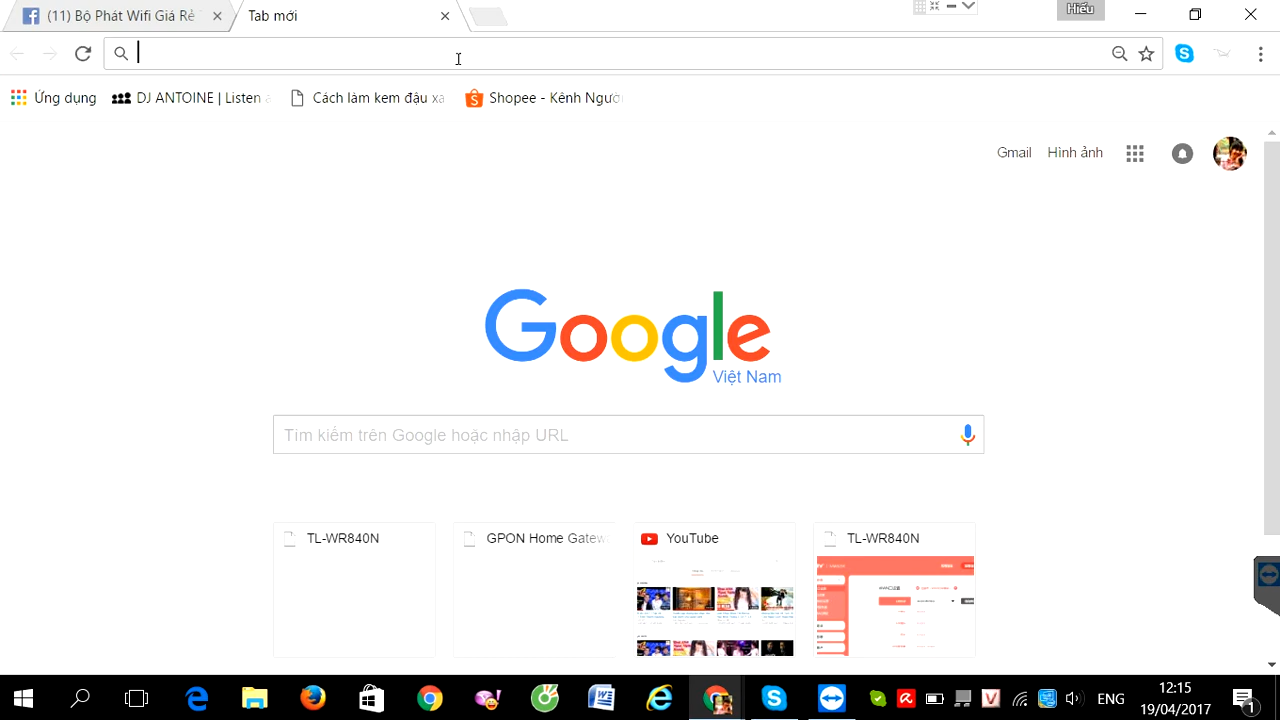 (11) Bộ Phát Wifi Giá Rẻ
Tab mới
Hiếu
Ứng dụng
DJ ANTOINE | Listen a
Cách làm kem đậu xa
Shopee - Kênh Ngườ
Gmail
Hình ảnh
Google
Việt Nam
Tìm kiếm trên Google hoặc nhập URL
TL-WR840N
GPON Home Gatew
YouTube
TL-WR840N
ENG
12:15
19/04/2017
1